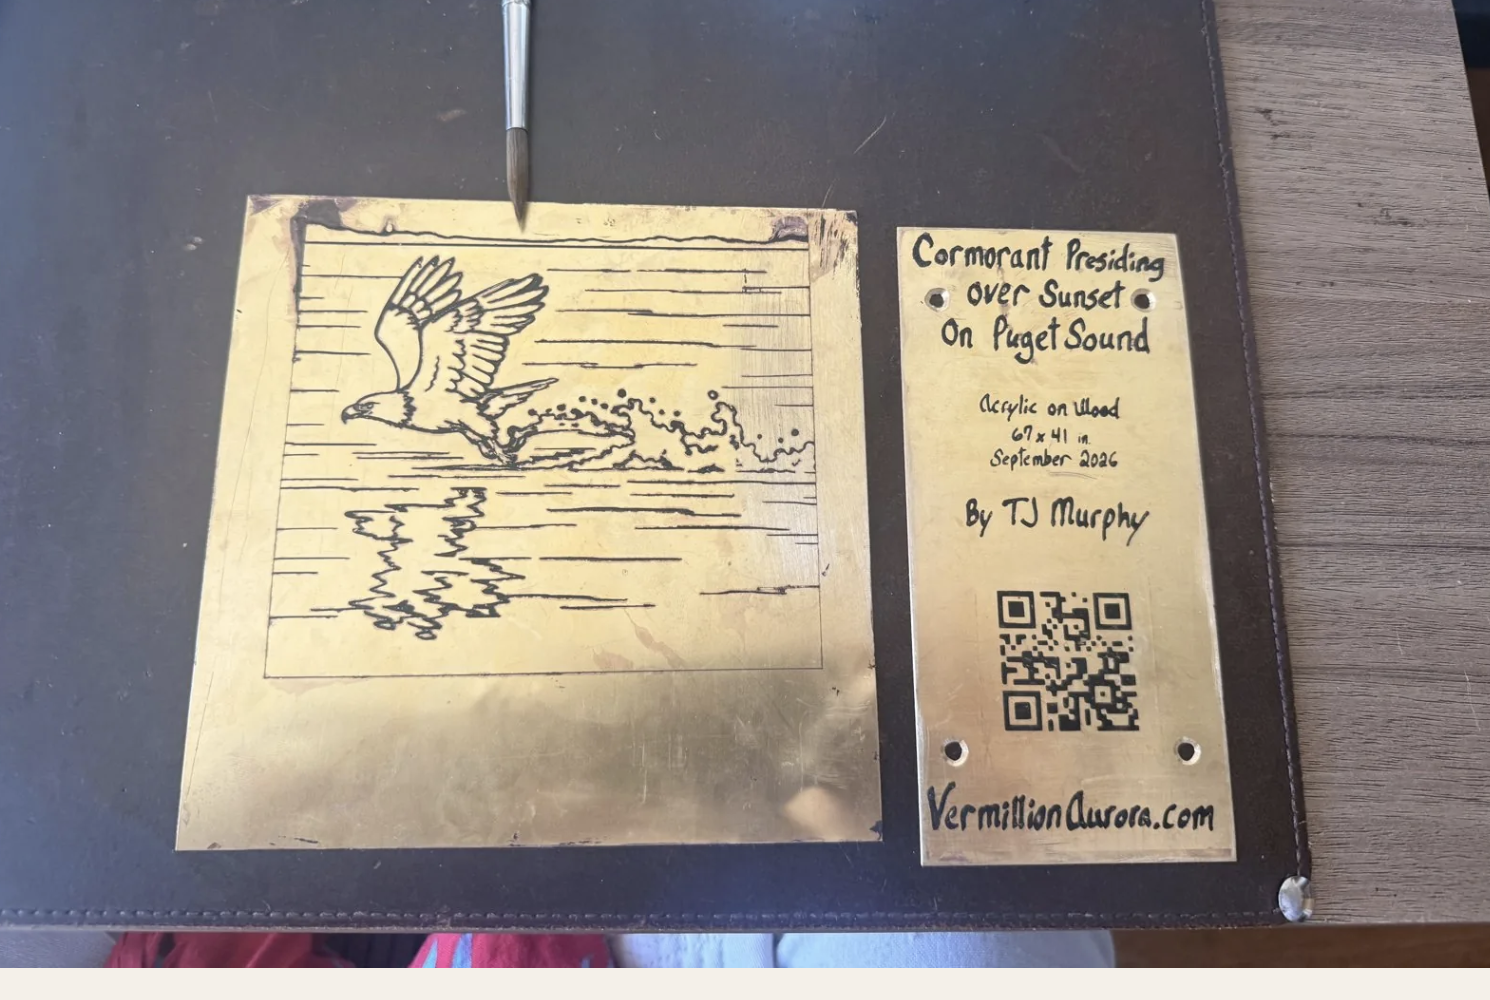 Cormorant Presiding
over Sunset
On Puget Sound
Acrylic on Wood
67 x 41 in.
September 2026
By TJ Murphy
VermillionAurora.com